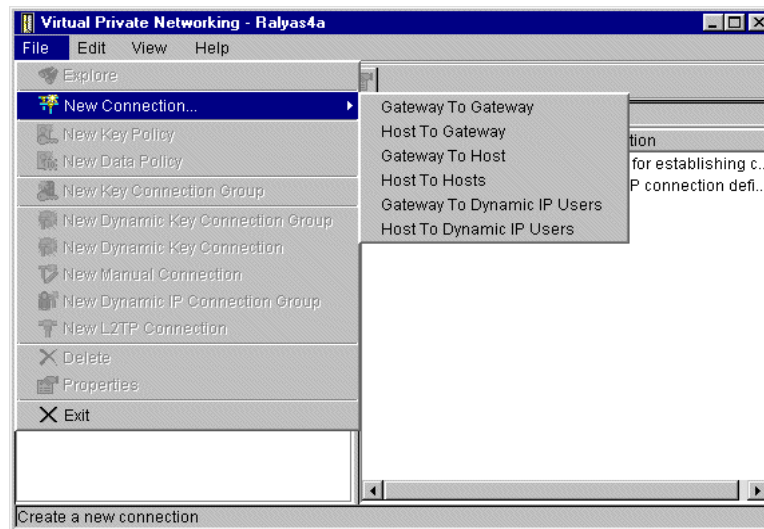 Virtual Private Networking - Ralyas4a
File Edit View Help
Explore
New Connection...
New Key Policy
New Data Policy
New Key Connection Group
New Dynamic Key Connection Group
New Dynamic Key Connection
New Manual Connection
New Dynamic IP Connection Group
New L2TP Connection
Delete
Properties
Exit
Gateway To Gateway
Host To Gateway
Gateway To Host
Host To Hosts
Gateway To Dynamic IP Users
Host To Dynamic IP Users
tion
for establishing c...
P connection defi...
Create a new connection